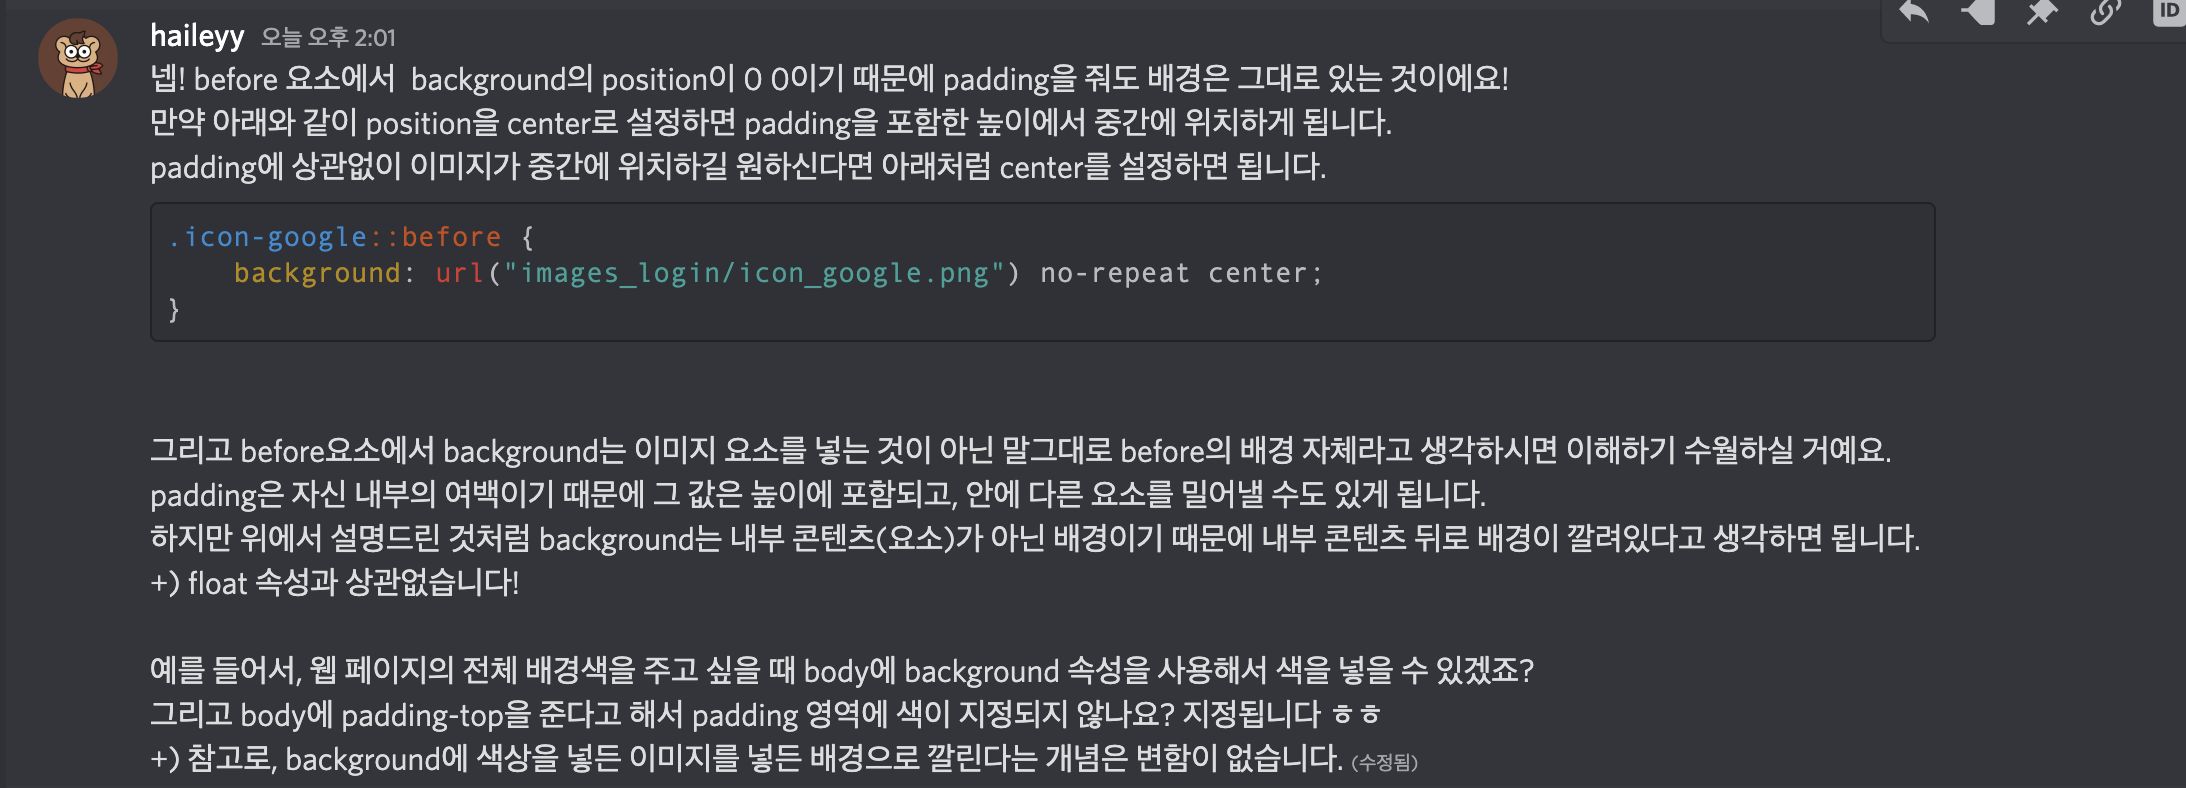 haileyy 오늘 오후 2:01
넵! before 요소에서 background의 position이 0 0이기 때문에 padding을 줘도 배경은 그대로 있는 것이에요!
만약 아래와 같이 position을 center로 설정하면 padding을 포함한 높이에서 중간에 위치하게 됩니다.
padding에 상관없이 이미지가 중간에 위치하길 원하신다면 아래처럼 center를 설정하면 됩니다.
.icon-google::before {
    background: url("images_login/icon_google.png") no-repeat center;
}
그리고 before요소에서 background는 이미지 요소를 넣는 것이 아닌 말그대로 before의 배경 자체라고 생각하시면 이해하기 수월하실 거예요.
padding은 자신 내부의 여백이기 때문에 그 값은 높이에 포함되고, 안에 다른 요소를 밀어낼 수도 있게 됩니다.
하지만 위에서 설명드린 것처럼 background는 내부 콘텐츠(요소)가 아닌 배경이기 때문에 내부 콘텐츠 뒤로 배경이 깔려있다고 생각하면 됩니다.
+) float 속성과 상관없습니다!
예를 들어서, 웹 페이지의 전체 배경색을 주고 싶을 때 body에 background 속성을 사용해서 색을 넣을 수 있겠죠?
그리고 body에 padding-top을 준다고 해서 padding 영역에 색이 지정되지 않나요? 지정됩니다 ㅎㅎ
+) 참고로, background에 색상을 넣든 이미지를 넣든 배경으로 깔린다는 개념은 변함이 없습니다. (수정됨)
ID